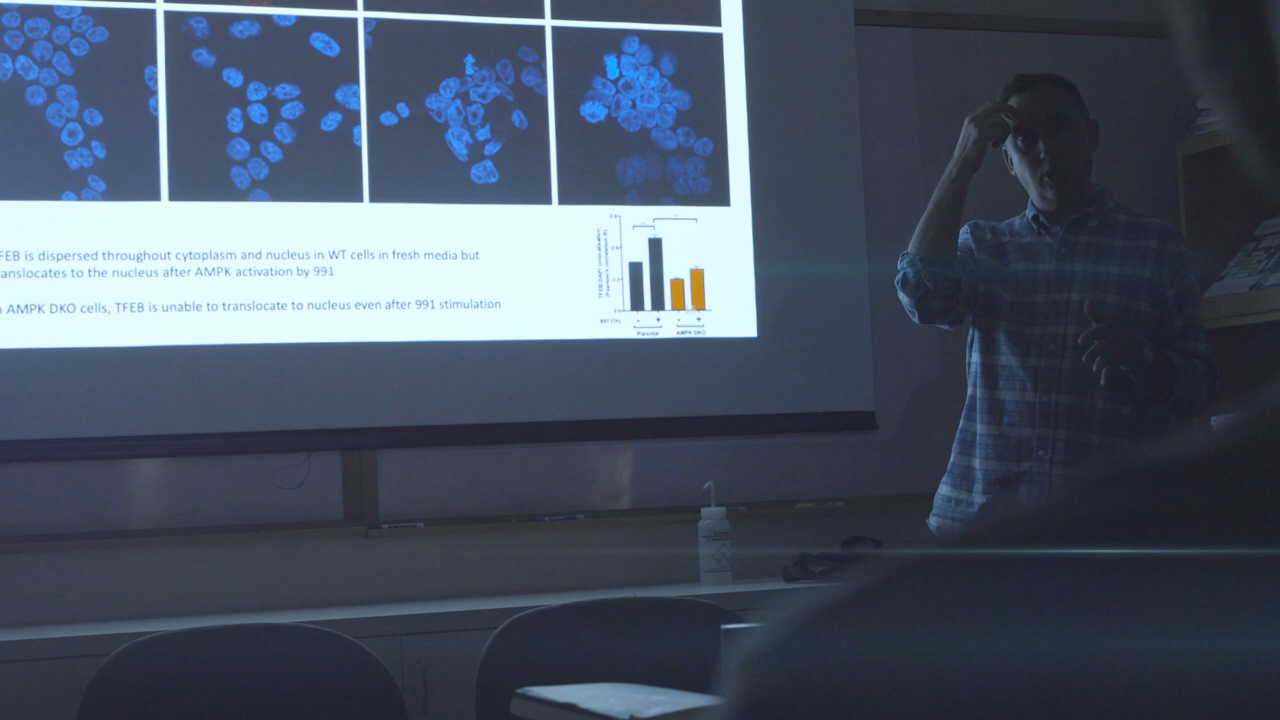 FEB is dispersed throughout cytoplasm and nucleus in WT cells in fresh media but
anslocates to the nucleus after AMPK activation by 991
AMPK DKO cells, TFEB is unable to translocate to nucleus even after 991 stimulation
- + - +
Parental AMPK DKO